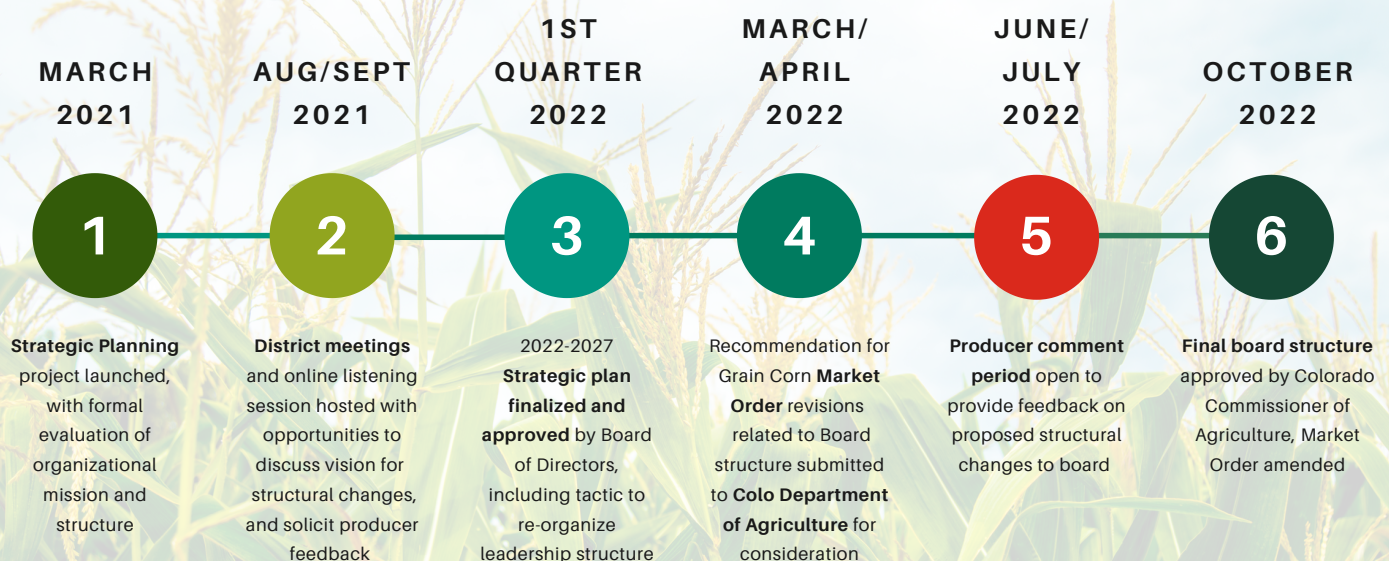 MARCH
2021
AUG/SEPT
2021
1ST
QUARTER
2022
MARCH/
APRIL
2022
JUNE/
JULY
2022
OCTOBER
2022
1
2
3
4
5
6
Strategic Planning
project launched,
with formal
evaluation of
organizational
mission and
structure
District meetings
and online listening
session hosted with
opportunities to
discuss vision for
structural changes,
and solicit producer
feedback
2022-2027
Strategic plan
finalized and
approved by Board
of Directors,
including tactic to
re-organize
leadership structure
Recommendation for
Grain Corn Market
Order revisions
related to Board
structure submitted
to Colo Department
of Agriculture for
consideration
Producer comment
period open to
provide feedback on
proposed structural
changes to board
Final board structure
approved by Colorado
Commissioner of
Agriculture, Market
Order amended